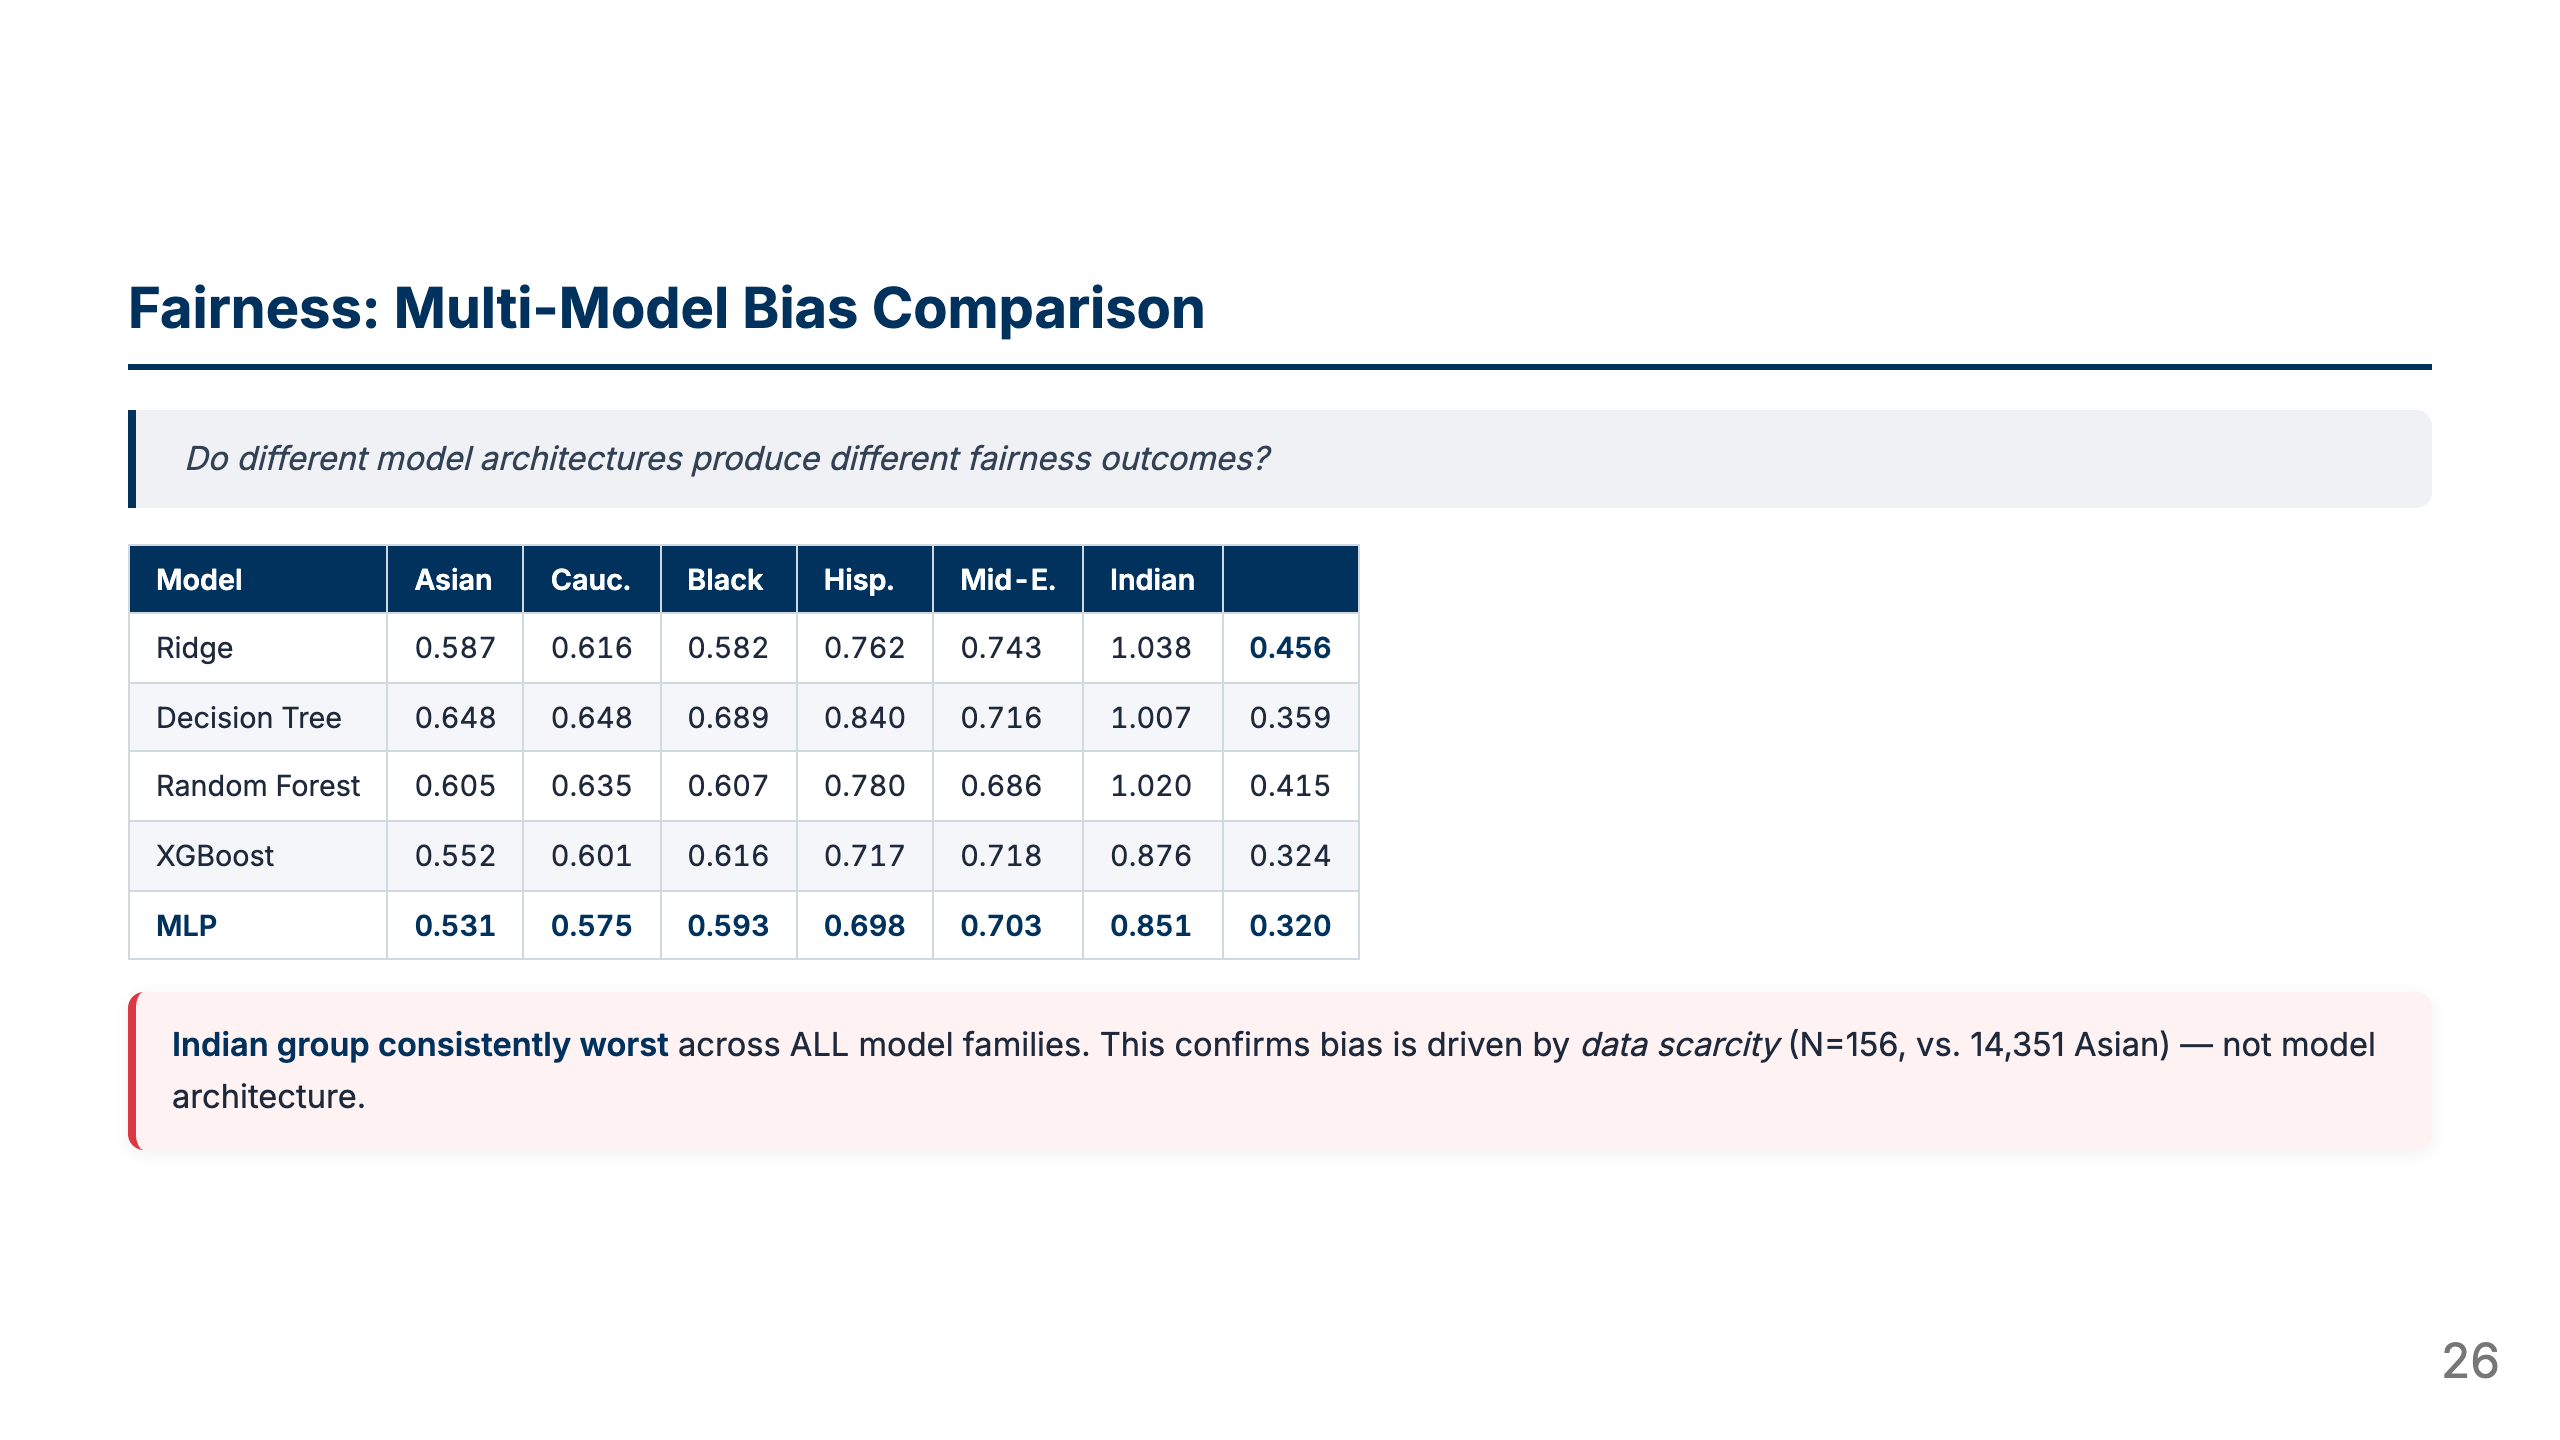 Fairness: Multi-Model Bias Comparison
Do different model architectures produce different fairness outcomes?
Model Asian Cauc. Black Hisp. Mid-E. Indian
Ridge 0.587 0.616 0.582 0.762 0.743 1.038 0.456
Decision Tree 0.648 0.648 0.689 0.840 0.716 1.007 0.359
Random Forest 0.605 0.635 0.607 0.780 0.686 1.020 0.415
XGBoost 0.552 0.601 0.616 0.717 0.718 0.876 0.324
MLP 0.531 0.575 0.593 0.698 0.703 0.851 0.320
Indian group consistently worst across ALL model families. This confirms bias is driven by data scarcity (N=156, vs. 14,351 Asian) — not model
architecture.
26